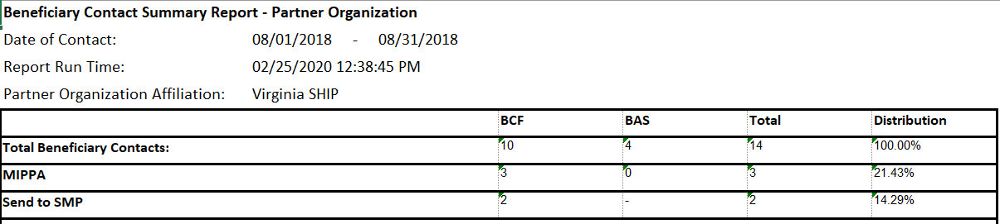 Beneficiary Contact Summary Report - Partner Organization
Date of Contact: 08/01/2018 - 08/31/2018
Report Run Time: 02/25/2020 12:38:45 PM
Partner Organization Affiliation: Virginia SHIP
BCF BAS Total Distribution
Total Beneficiary Contacts: 10 4 14 100.00%
MIPPA 3 0 3 21.43%
Send to SMP 2 - 2 14.29%